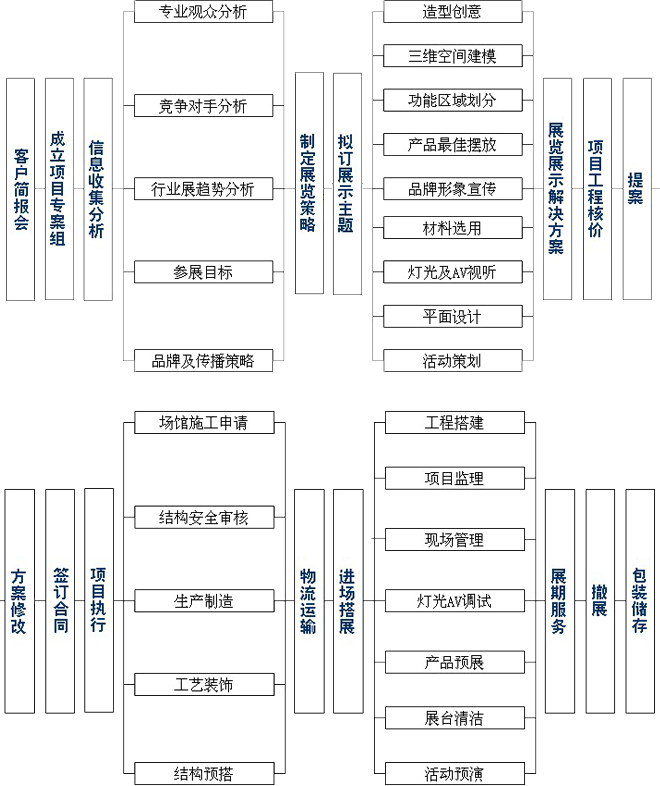 客户简报会
成立项目专案组
信息收集分析
专业观众分析
竞争对手分析
行业展趋势分析
参展目标
品牌及传播策略
制定展览策略
拟订展示主题
造型创意
三维空间建模
功能区域划分
产品最佳摆放
品牌形象宣传
材料选用
灯光及AV视听
平面设计
活动策划
展览展示解决方案
项目工程核价
提案
方案修改
签订合同
项目执行
场馆施工申请
结构安全审核
生产制造
工艺装饰
结构预搭
物流运输
进场搭展
工程搭建
项目监理
现场管理
灯光AV调试
产品预展
展台清洁
活动预演
展期服务
撤展
包装储存